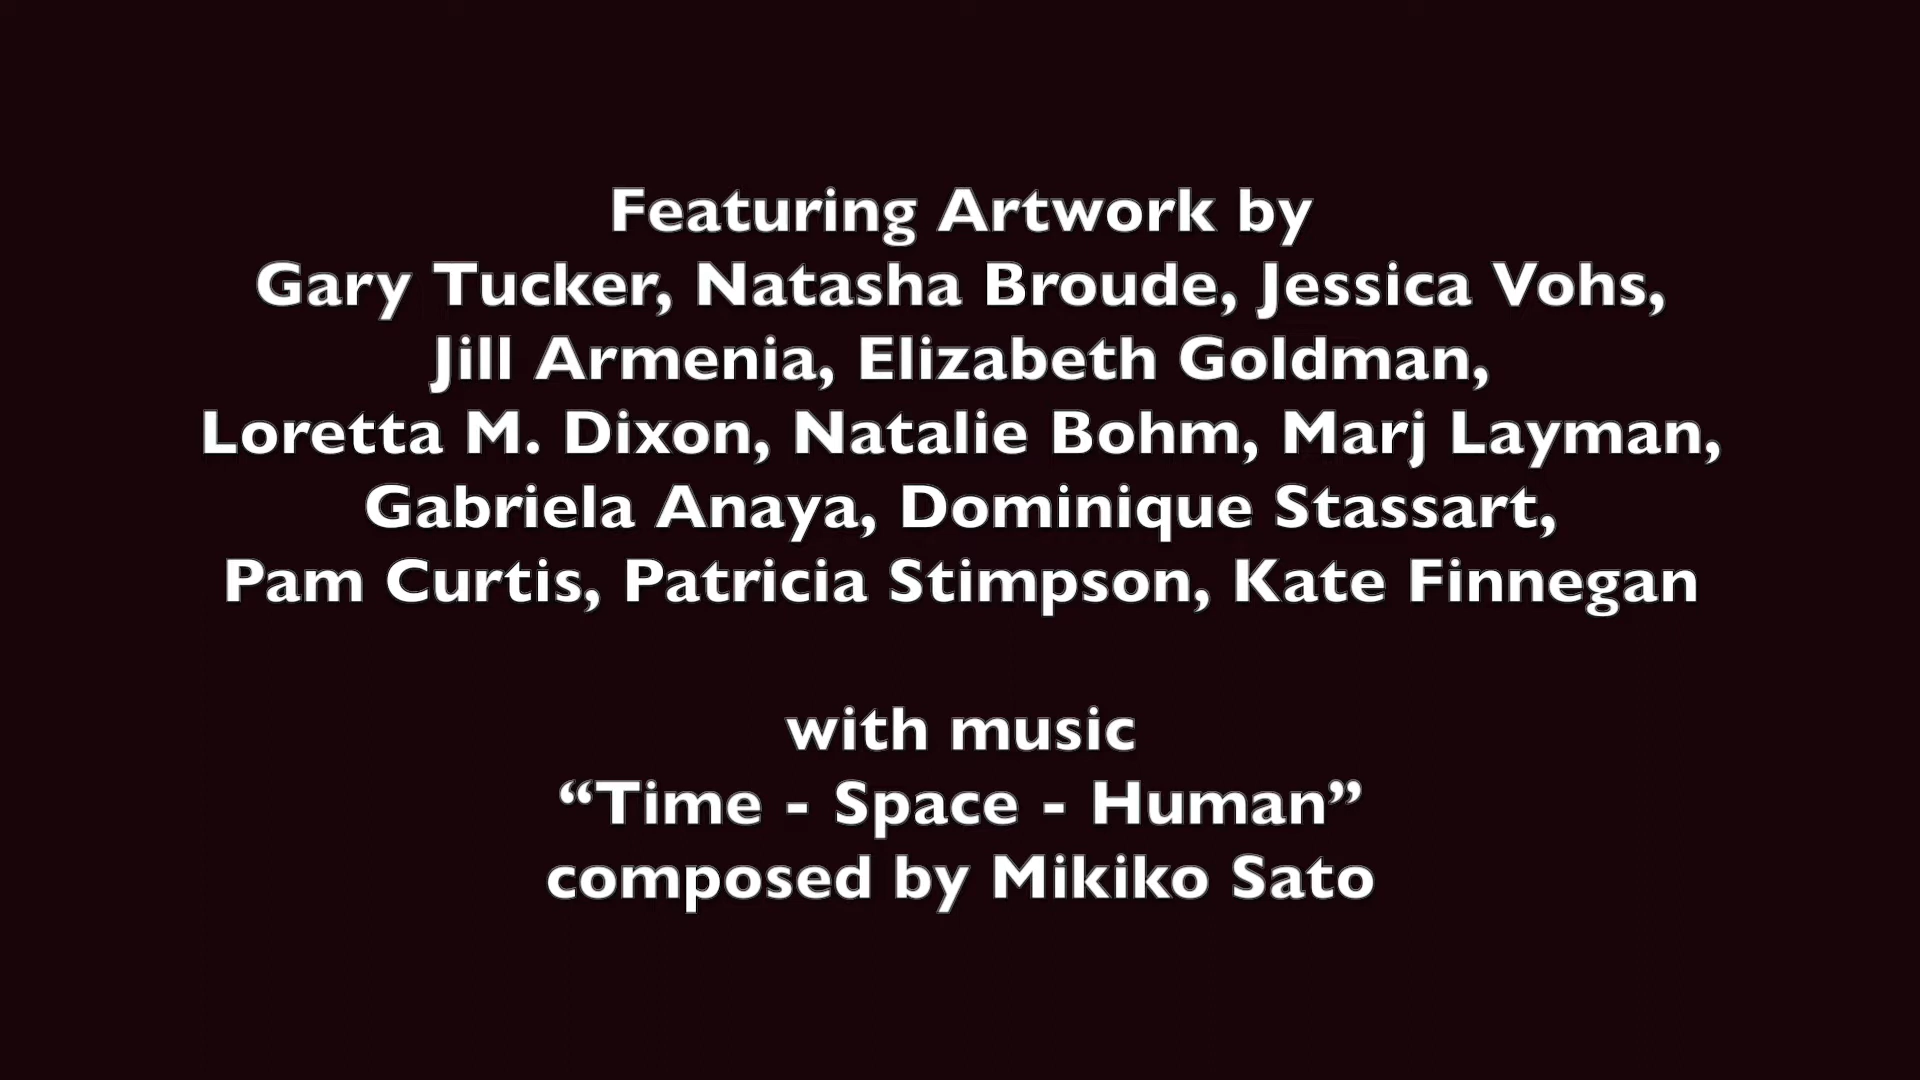 Featuring Artwork by
Gary Tucker, Natasha Broude, Jessica Vohs,
Jill Armenia, Elizabeth Goldman,
Loretta M. Dixon, Natalie Bohm, Marj Layman,
Gabriela Anaya, Dominique Stassart,
Pam Curtis, Patricia Stimpson, Kate Finnegan
with music
“Time - Space - Human”
composed by Mikiko Sato